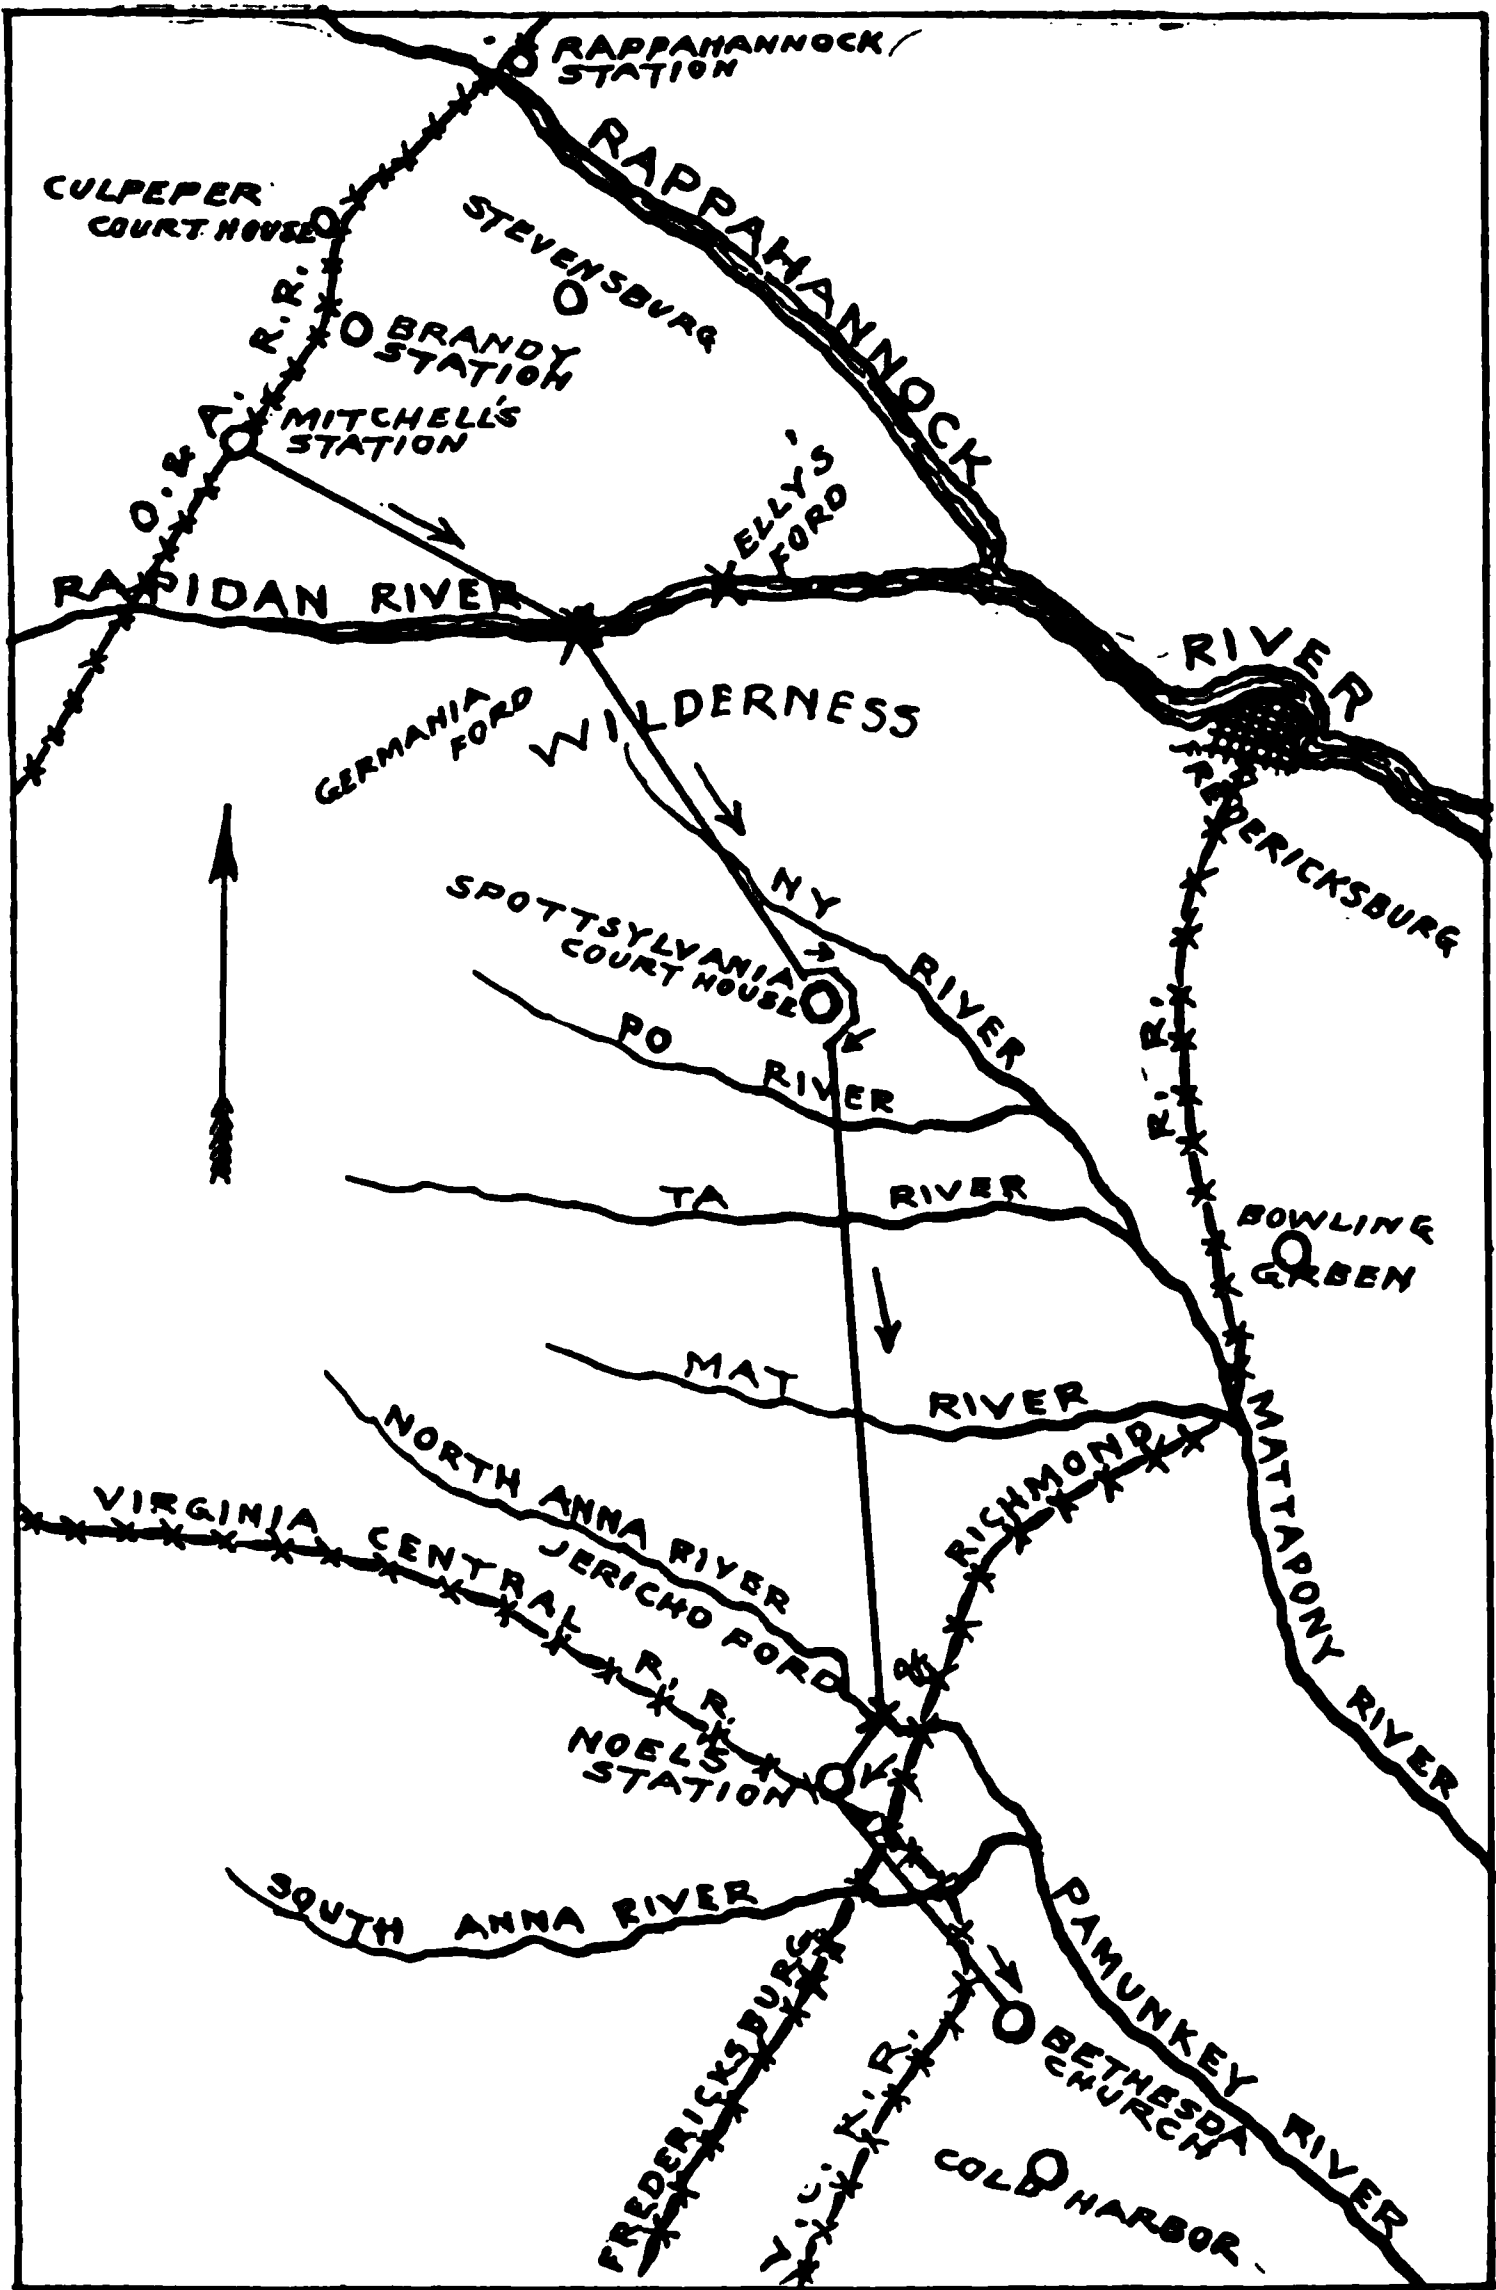 RAPPAHANNOCK
STATION
RAPPAHANNOCK
RIVER
CULPEPER
COURT HOUSE
STEVENSBURG
O. & A. R. R.
BRANDY
STATION
MITCHELL'S
STATION
ELLY'S
FORD
RAPIDAN RIVER
GERMANIA
FORD
WILDERNESS
FREDERICKSBURG
NY RIVER
SPOTTSYLVANIA
COURT HOUSE
PO RIVER
R. R.
TA RIVER
BOWLING
GREEN
MAT RIVER
RICHMOND
&
FREDERICKSBURG
MATTAPONY RIVER
NORTH ANNA RIVER
JERICHO FORD
VIRGINIA CENTRAL R. R.
NOEL'S
STATION
SOUTH ANNA RIVER
PAMUNKEY RIVER
BETHESDA
CHURCH
COLD HARBOR